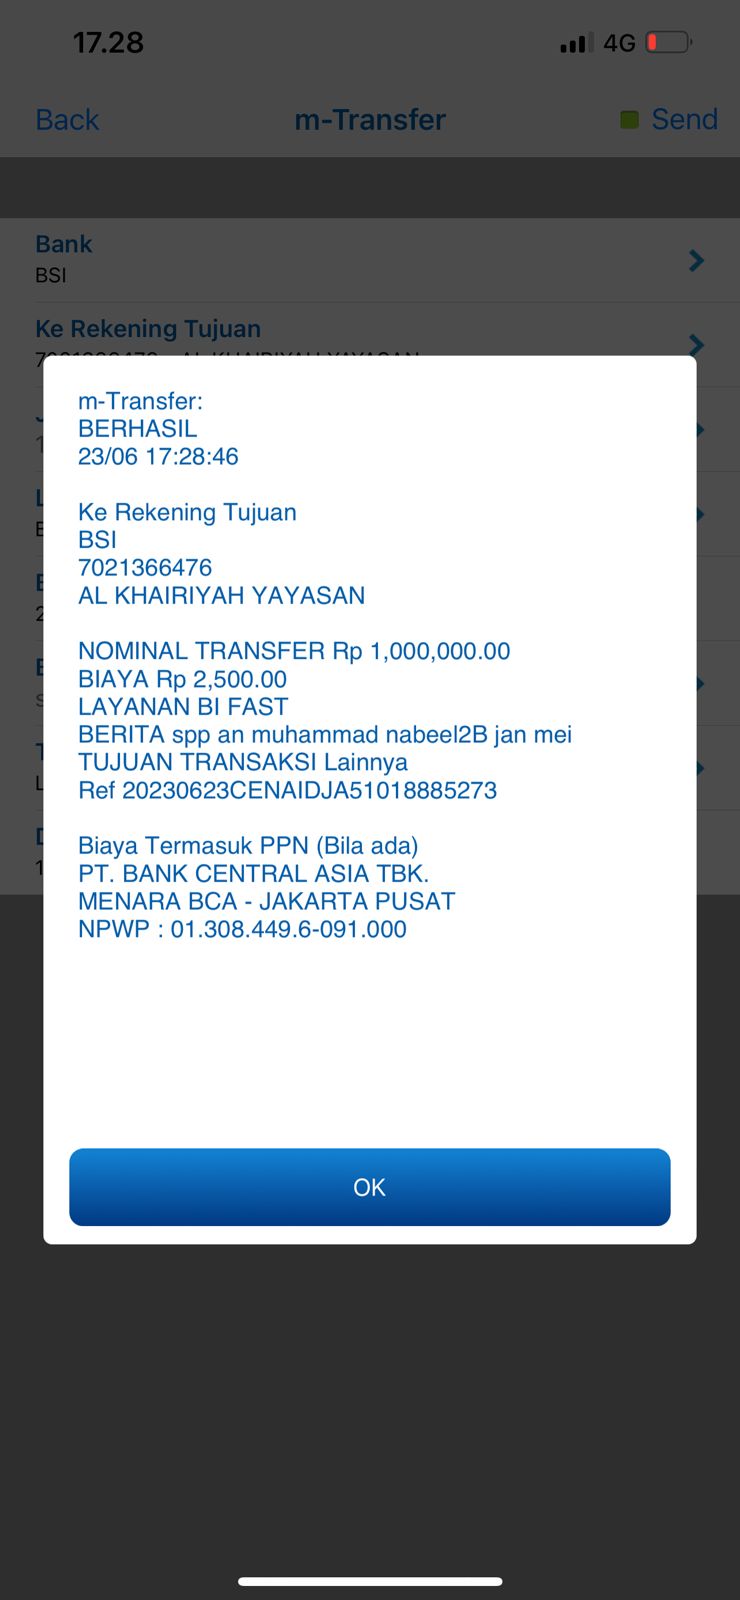 17.28
4G
Back
m-Transfer
Send
Bank
BSI
Ke Rekening Tujuan
m-Transfer:
BERHASIL
23/06 17:28:46
Ke Rekening Tujuan
BSI
7021366476
AL KHAIRIYAH YAYASAN
NOMINAL TRANSFER Rp 1,000,000.00
BIAYA Rp 2,500.00
LAYANAN BI FAST
BERITA spp an muhammad nabeel2B jan mei
TUJUAN TRANSAKSI Lainnya
Ref 20230623CENAIDJA51018885273
Biaya Termasuk PPN (Bila ada)
PT. BANK CENTRAL ASIA TBK.
MENARA BCA - JAKARTA PUSAT
NPWP : 01.308.449.6-091.000
OK